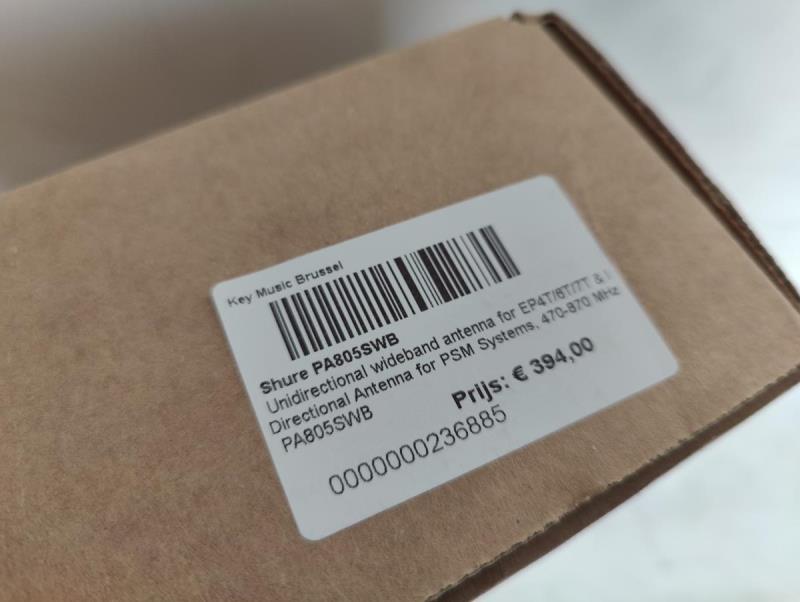 Key Music Brussel
Shure PA805SWB
Unidirectional wideband antenna for EP4T/6T/7T &
Directional Antenna for PSM Systems, 470-870 MHz
PA805SWB
Prijs: € 394,00
0000000236885